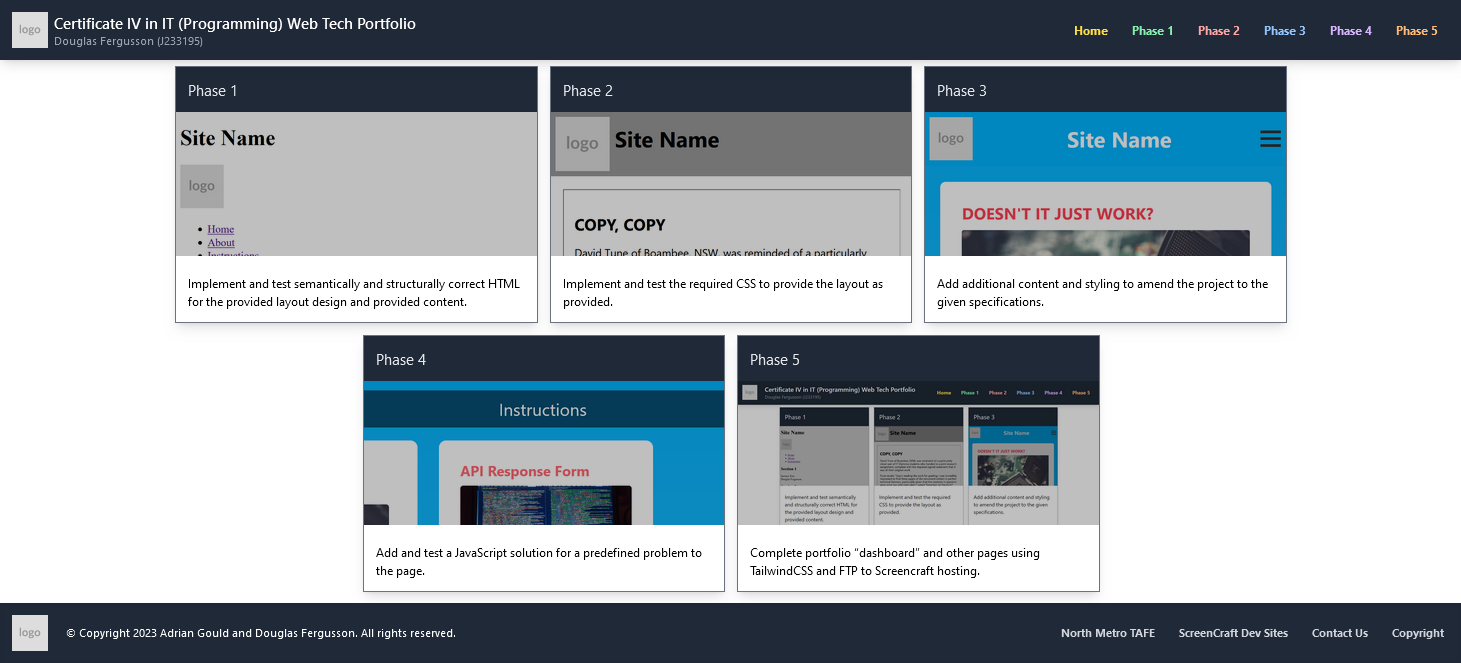 logo
Certificate IV in IT (Programming) Web Tech Portfolio
Douglas Fergusson (J233195)
Home Phase 1 Phase 2 Phase 3 Phase 4 Phase 5
Phase 1
Site Name
logo
Home
About
Instructions
Implement and test semantically and structurally correct HTML
for the provided layout design and provided content.
Phase 2
logo
Site Name
COPY, COPY
David Tune of Boambee, NSW, was reminded of a particularly
Implement and test the required CSS to provide the layout as
provided.
Phase 3
logo
Site Name
DOESN'T IT JUST WORK?
Add additional content and styling to amend the project to the
given specifications.
Phase 4
Instructions
API Response Form
Add and test a JavaScript solution for a predefined problem to
the page.
Phase 5
logo
Certificate IV in IT (Programming) Web Tech Portfolio
Douglas Fergusson (J233195)
Home Phase 1 Phase 2 Phase 3 Phase 4 Phase 5
Phase 1
Site Name
Implement and test semantically
and structurally correct HTML for
the provided layout design and
provided content.
Phase 2
Site Name
COPY, COPY
Implement and test the required
CSS to provide the layout as
provided.
Phase 3
Site Name
DOESN'T IT JUST WORK?
Add additional content and styling
to amend the project to the given
specifications.
Complete portfolio “dashboard” and other pages using
TailwindCSS and FTP to Screencraft hosting.
logo
© Copyright 2023 Adrian Gould and Douglas Fergusson. All rights reserved.
North Metro TAFE ScreenCraft Dev Sites Contact Us Copyright